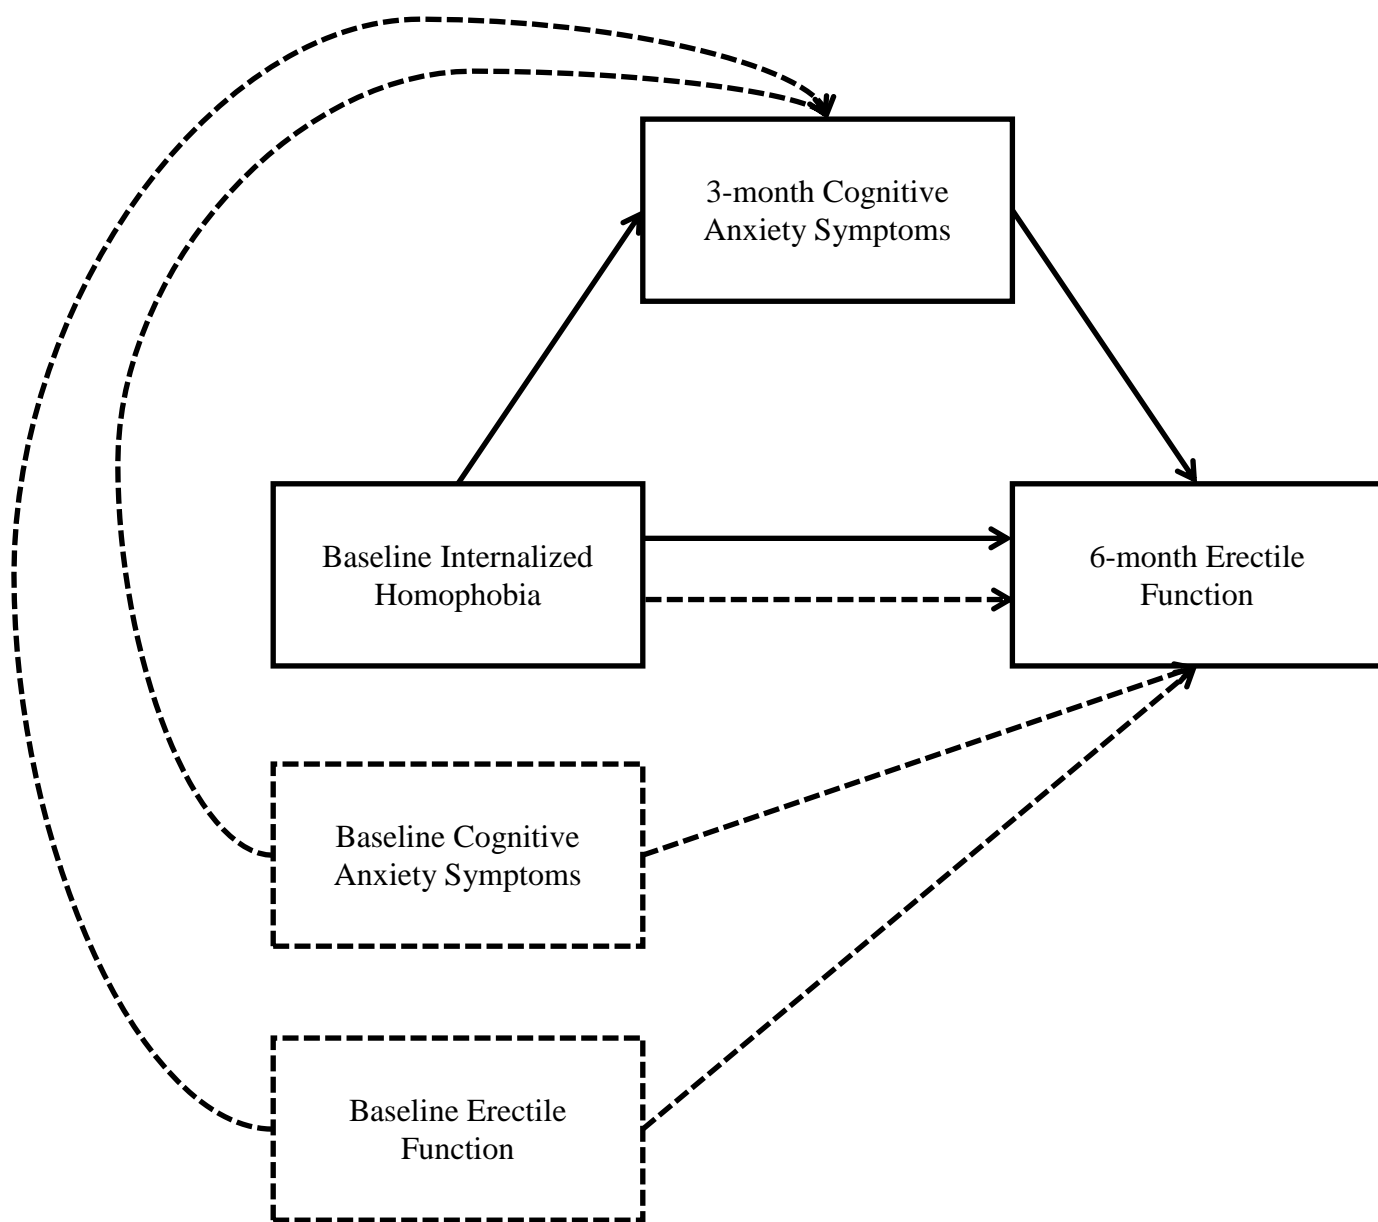 3-month Cognitive
Anxiety Symptoms
Baseline Internalized
Homophobia
6-month Erectile
Function
Baseline Cognitive
Anxiety Symptoms
Baseline Erectile
Function